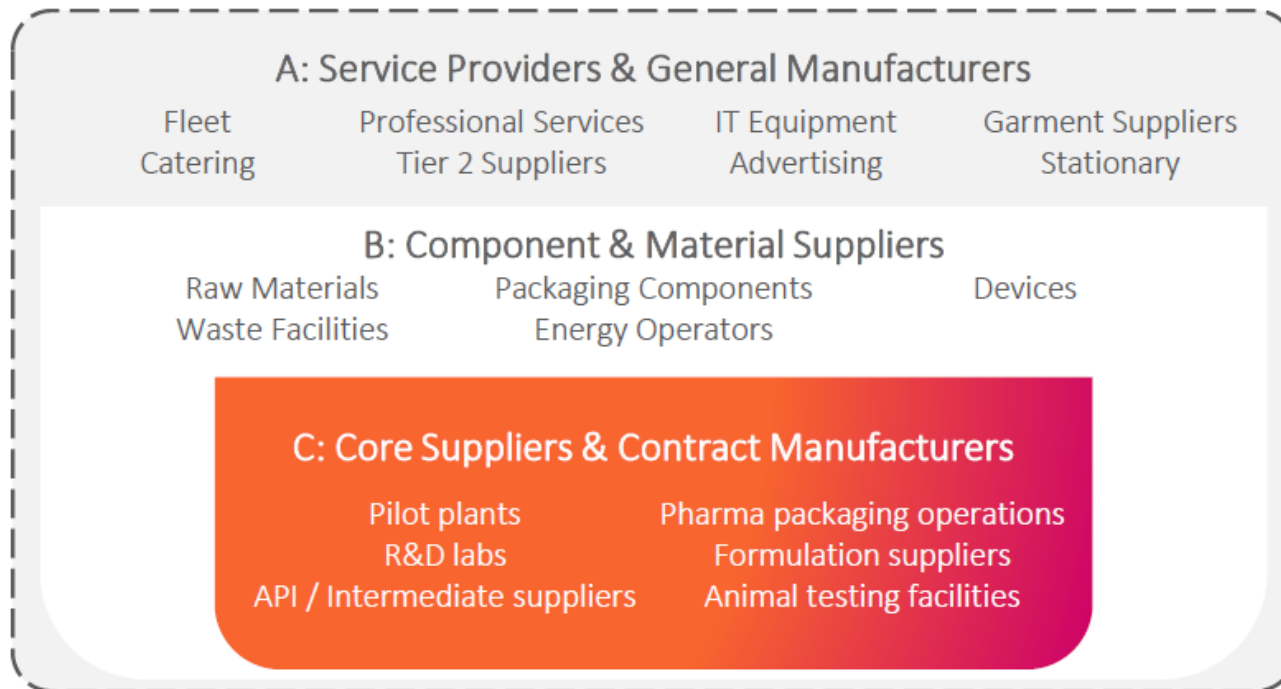 A: Service Providers & General Manufacturers
Fleet Professional Services IT Equipment Garment Suppliers
Catering Tier 2 Suppliers Advertising Stationary
B: Component & Material Suppliers
Raw Materials Packaging Components Devices
Waste Facilities Energy Operators
C: Core Suppliers & Contract Manufacturers
Pilot plants Pharma packaging operations
R&D labs Formulation suppliers
API / Intermediate suppliers Animal testing facilities